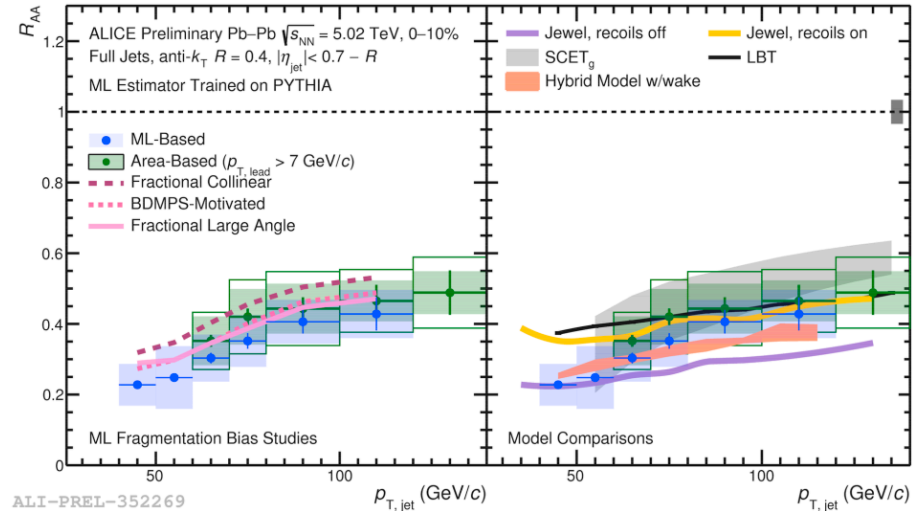 R_AA
ALICE Preliminary Pb–Pb √s_NN = 5.02 TeV, 0–10%
Full Jets, anti-k_T R = 0.4, |η_jet| < 0.7 – R
ML Estimator Trained on PYTHIA
ML-Based
Area-Based (p_T, lead > 7 GeV/c)
Fractional Collinear
BDMPS-Motivated
Fractional Large Angle
ML Fragmentation Bias Studies
1.2
1
0.8
0.6
0.4
0.2
0
50
100
p_T, jet (GeV/c)
Jewel, recoils off
Jewel, recoils on
SCET_g
LBT
Hybrid Model w/wake
Model Comparisons
50
100
p_T, jet (GeV/c)
ALI-PREL-352269